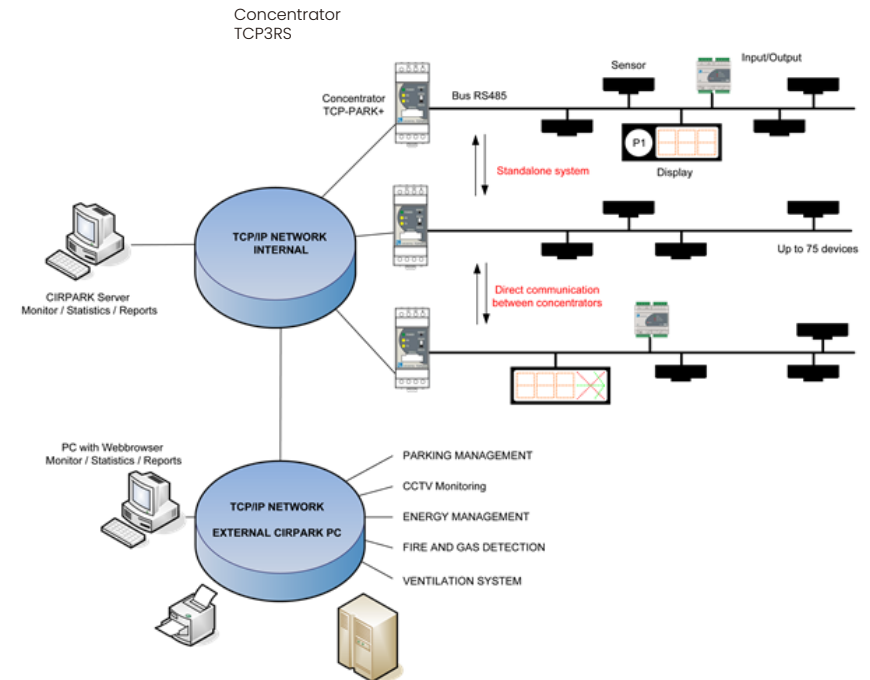 Concentrator
TCP3RS
Input/Output
Sensor
Concentrator
TCP-PARK+
Bus RS485
P1
Display
Standalone system
TCP/IP NETWORK
INTERNAL
Up to 75 devices
CIRPARK Server
Monitor / Statistics / Reports
Direct communication
between concentrators
PC with Webbrowser
Monitor / Statistics / Reports
PARKING MANAGEMENT
CCTV Monitoring
TCP/IP NETWORK
EXTERNAL CIRPARK PC
ENERGY MANAGEMENT
FIRE AND GAS DETECTION
VENTILATION SYSTEM